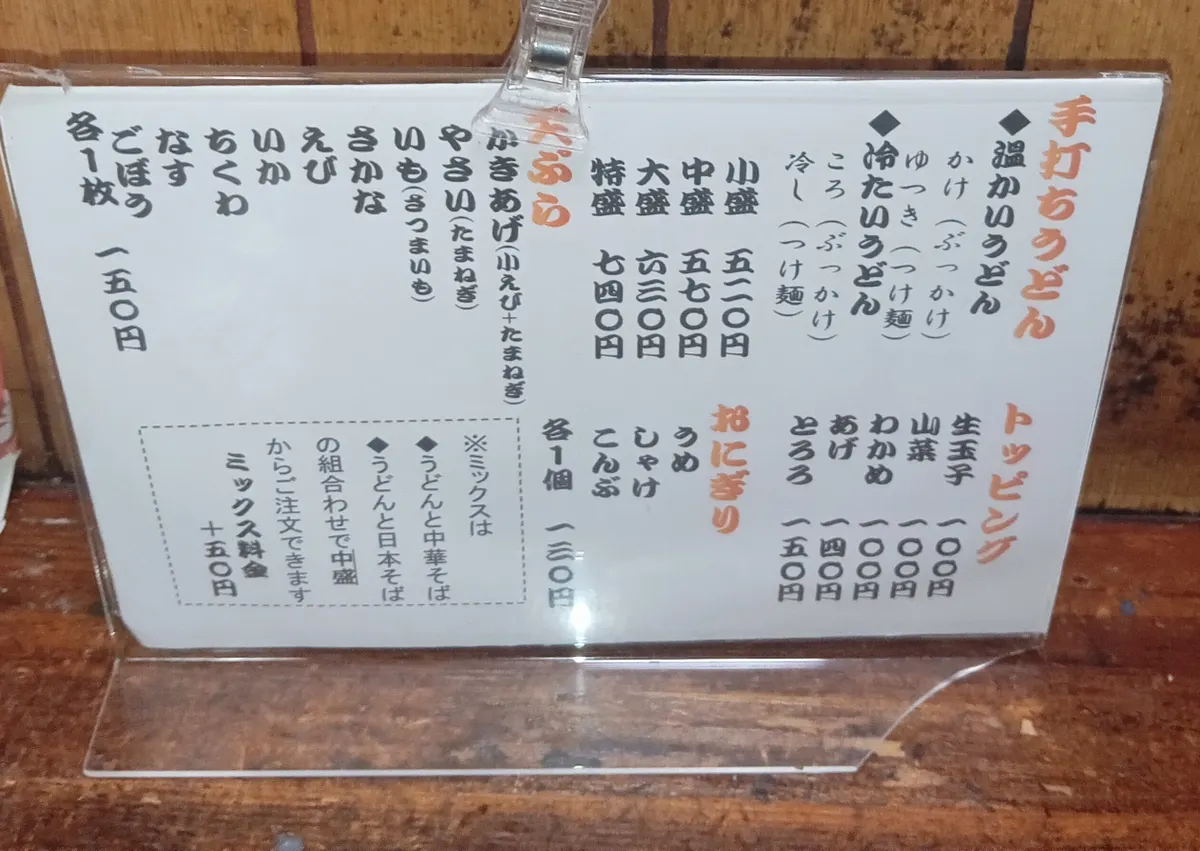 手打ちうどん
◆温かいうどん
かけ(ぶっかけ)
ゆつき(つけ麺)
◆冷たいうどん
ころ(ぶっかけ)
冷し(つけ麺)
小盛 五二〇円
中盛 五七〇円
大盛 六三〇円
特盛 七四〇円
天ぷら
かきあげ(小えび+たまねぎ)
やさい(たまねぎ)
いも(さつまいも)
さかな
えび
いか
ちくわ
なす
ごぼう
各1枚 一五〇円
トッピング
生玉子 一〇〇円
山菜 一〇〇円
わかめ 一〇〇円
あげ 一四〇円
とろろ 一五〇円
おにぎり
うめ
しゃけ
こんぶ
各1個 一三〇円
※ミックスは
◆うどんと中華そば
◆うどんと日本そば
の組合わせで中盛
からご注文できます
ミックス料金
+五〇円